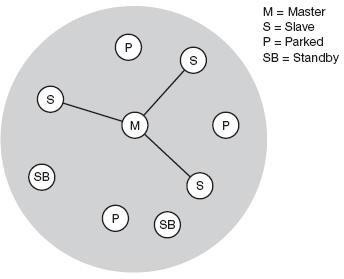 M = Master
S = Slave
P = Parked
SB = Standby
P
S
S
M
P
SB
S
P
SB